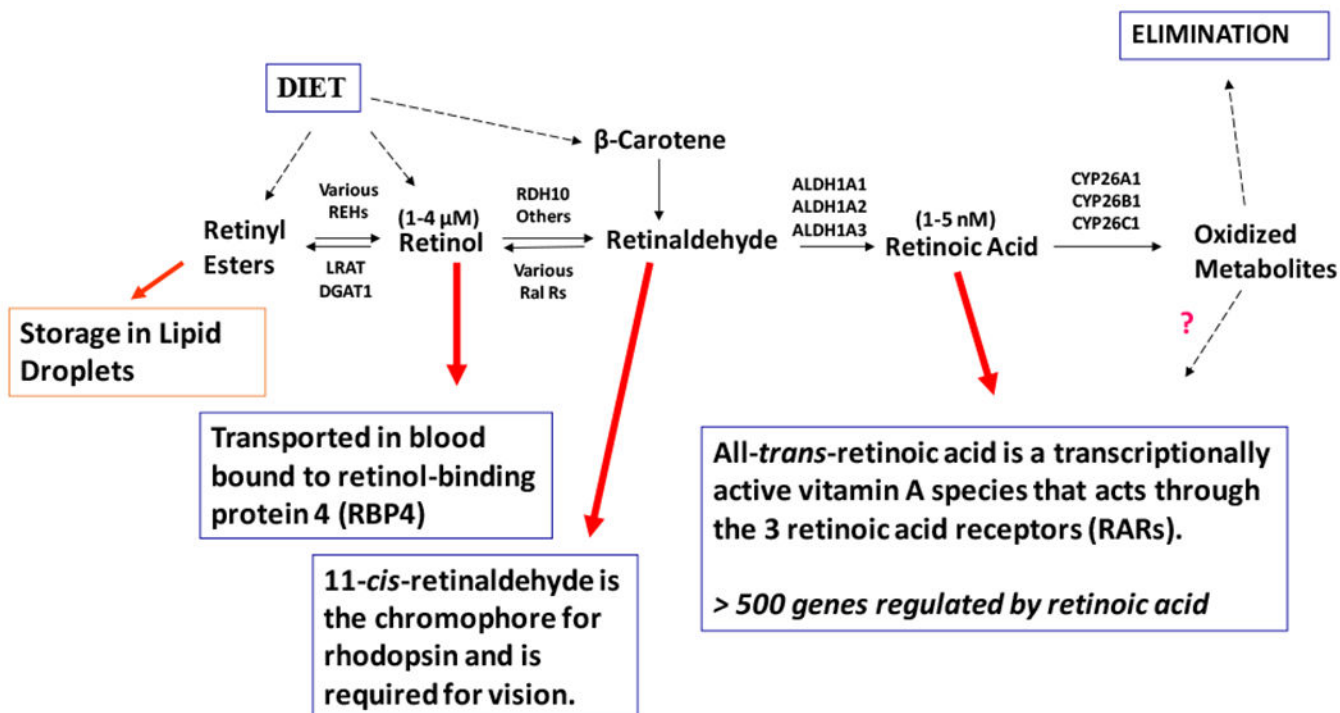 ELIMINATION
DIET
β-Carotene
Various
REHs
RDH10
Others
ALDH1A1
ALDH1A2
ALDH1A3
CYP26A1
CYP26B1
CYP26C1
Retinyl
Esters
(1-4 μM)
Retinol
Retinaldehyde
(1-5 nM)
Retinoic Acid
Oxidized
Metabolites
LRAT
DGAT1
Various
Ral Rs
?
Storage in Lipid
Droplets
Transported in blood
bound to retinol-binding
protein 4 (RBP4)
11-cis-retinaldehyde is
the chromophore for
rhodopsin and is
required for vision.
All-trans-retinoic acid is a transcriptionally
active vitamin A species that acts through
the 3 retinoic acid receptors (RARs).
> 500 genes regulated by retinoic acid